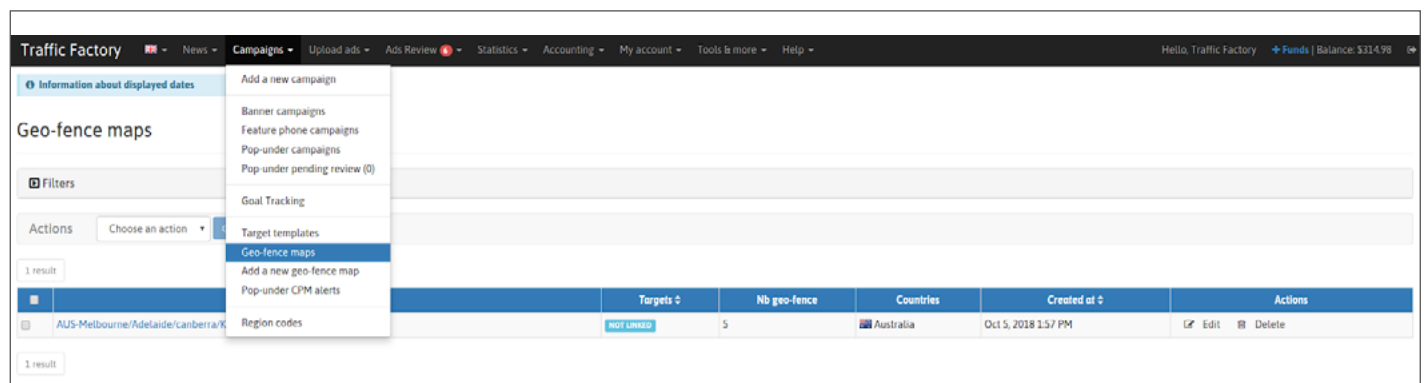 Traffic Factory News Campaigns Upload ads Ads Review 6 Statistics Accounting My account Tools & more Help Hello, Traffic Factory + Funds | Balance: $314.98
Information about displayed dates
Add a new campaign
Banner campaigns
Feature phone campaigns
Pop-under campaigns
Pop-under pending review (0)
Goal Tracking
Target templates
Geo-fence maps
Add a new geo-fence map
Pop-under CPM alerts
Region codes
Geo-fence maps
Filters
Actions Choose an action
1 result
Targets Nb geo-fence Countries Created at Actions
AUS-Melbourne/Adelaide/canberra/K NOT LINKED 5 Australia Oct 5, 2018 1:57 PM Edit Delete
1 result